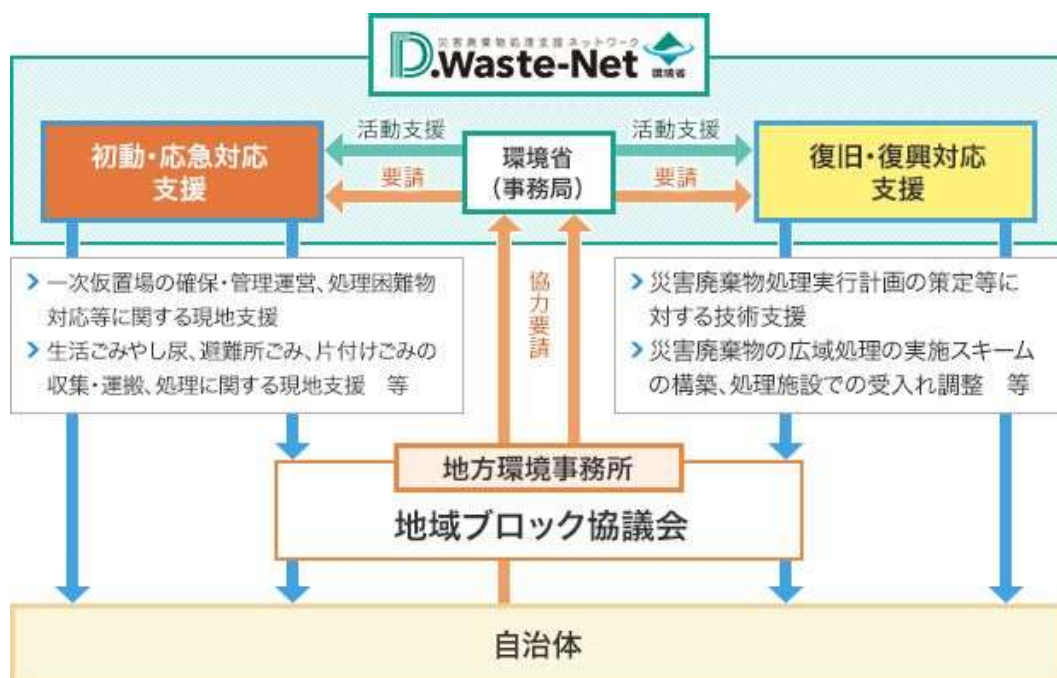 災害廃棄物処理支援ネットワーク
D.Waste-Net
環境省
初動・応急対応
支援
活動支援
要請
環境省
(事務局)
活動支援
要請
復旧・復興対応
支援
一次仮置場の確保・管理運営、処理困難物
対応等に関する現地支援
生活ごみやし尿、避難所ごみ、片付けごみの
収集・運搬、処理に関する現地支援 等
協力要請
災害廃棄物処理実行計画の策定等に
対する技術支援
災害廃棄物の広域処理の実施スキーム
の構築、処理施設での受入れ調整 等
地方環境事務所
地域ブロック協議会
自治体